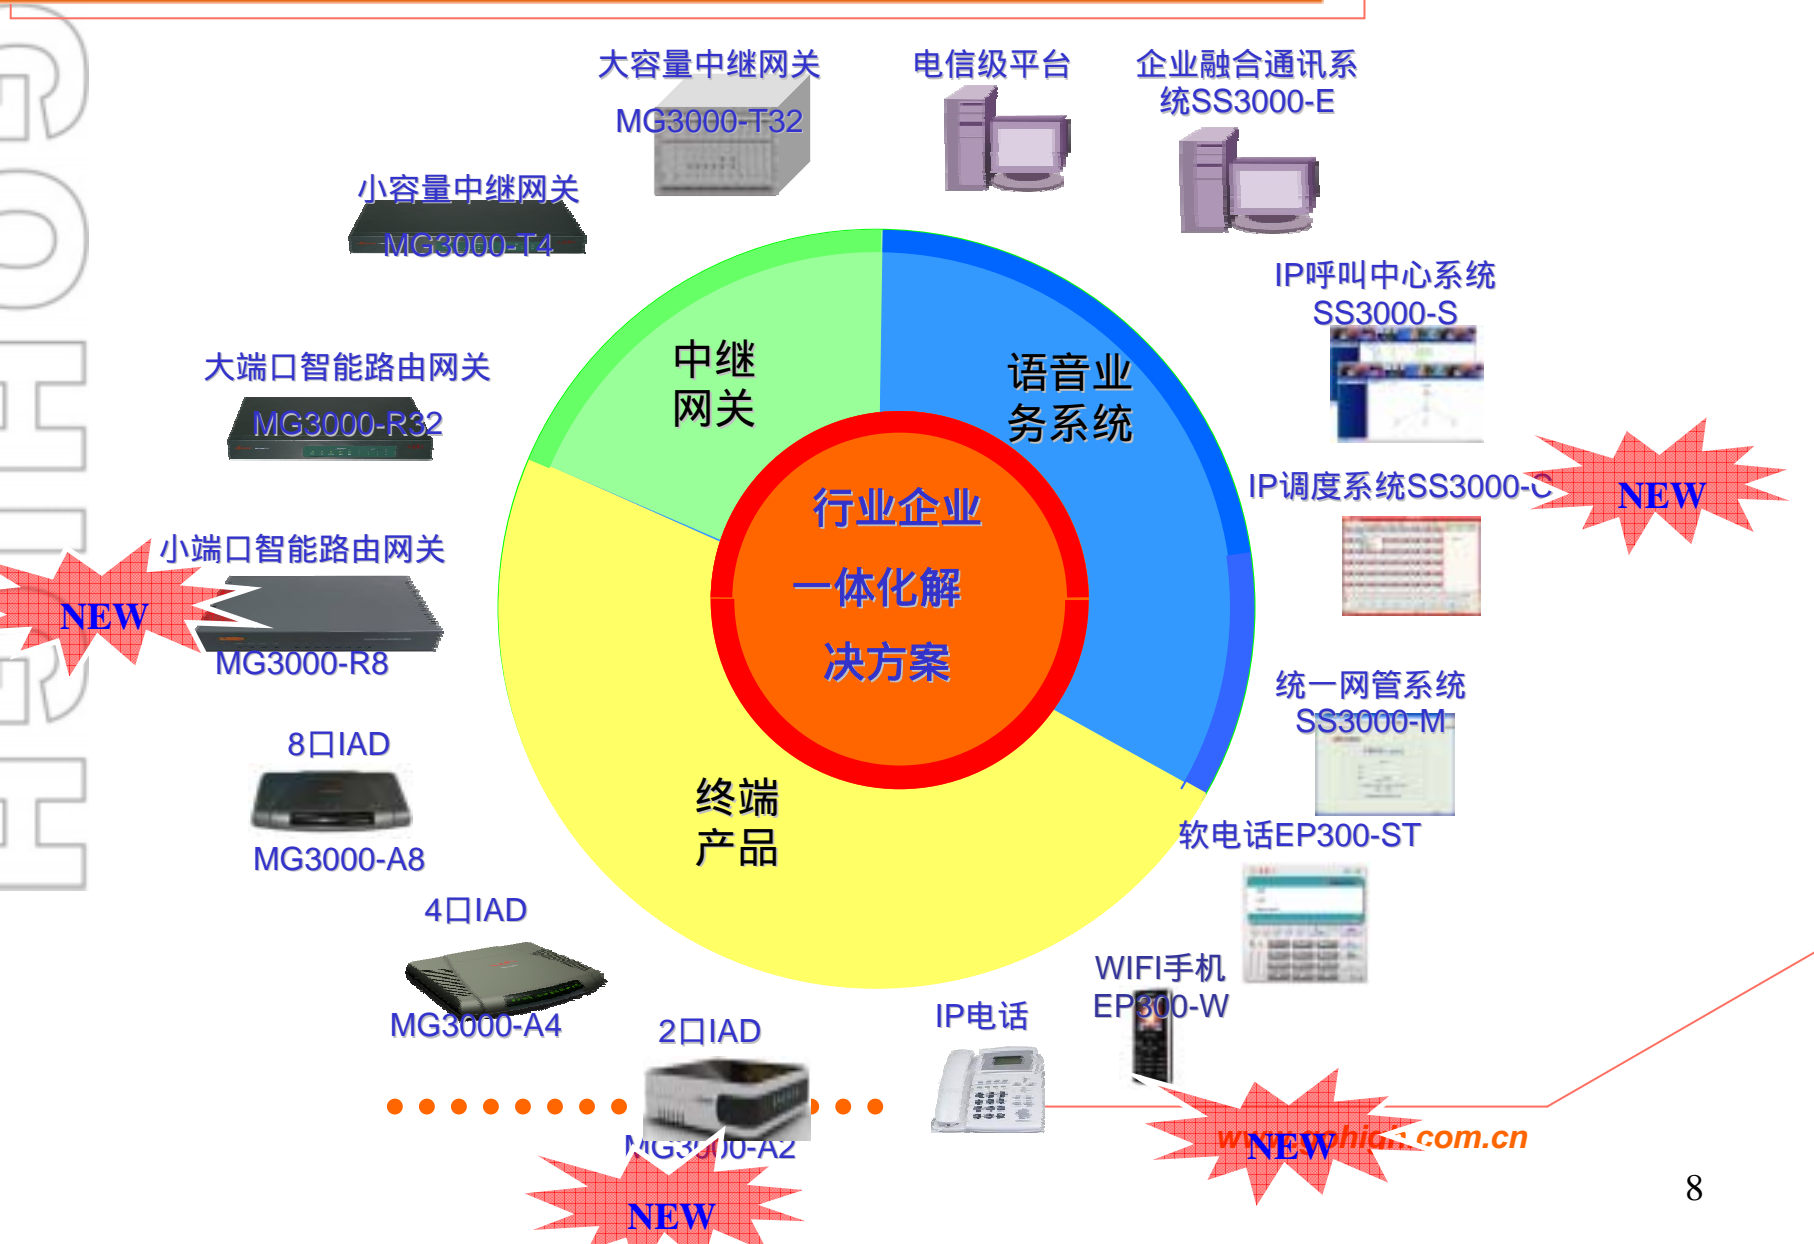 大容量中继网关
MG3000-T32
电信级平台
企业融合通讯系
统SS3000-E
小容量中继网关
MG3000-T4
IP呼叫中心系统
SS3000-S
大端口智能路由网关
MG3000-R32
中继
网关
语音业
务系统
IP调度系统SS3000-C
NEW
行业企业
一体化解
决方案
小端口智能路由网关
NEW
MG3000-R8
统一网管系统
SS3000-M
8口IAD
MG3000-A8
终端
产品
软电话EP300-ST
4口IAD
MG3000-A4
WIFI手机
EP300-W
IP电话
2口IAD
MG3000-A2
NEW
NEW
www.gohigh.com.cn
8